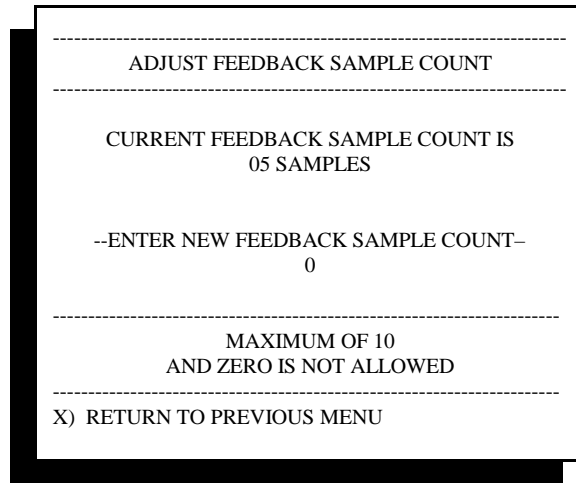 -------------------------------------------------------------------------
ADJUST FEEDBACK SAMPLE COUNT
-------------------------------------------------------------------------
CURRENT FEEDBACK SAMPLE COUNT IS
05 SAMPLES
--ENTER NEW FEEDBACK SAMPLE COUNT–
0
------------------------------------------------------------------------
MAXIMUM OF 10
AND ZERO IS NOT ALLOWED
------------------------------------------------------------------------
X) RETURN TO PREVIOUS MENU